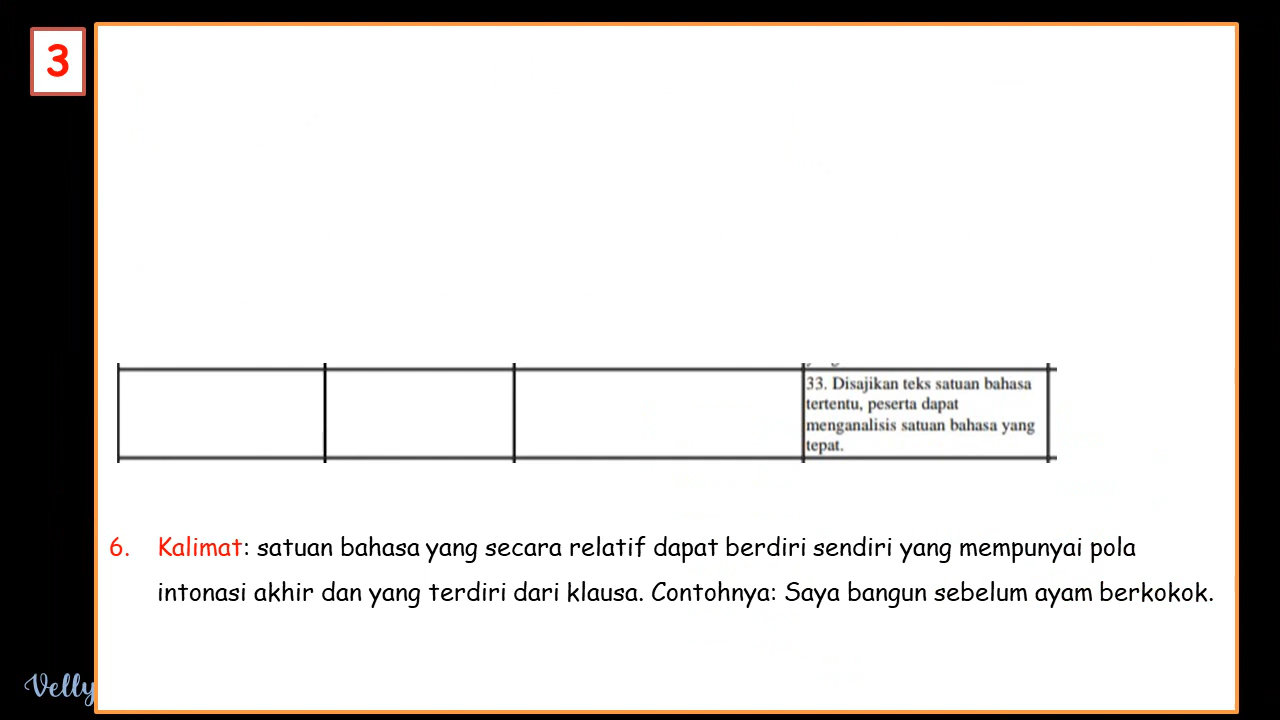 3
33. Disajikan teks satuan bahasa
tertentu, peserta dapat
menganalisis satuan bahasa yang
tepat.
6. Kalimat: satuan bahasa yang secara relatif dapat berdiri sendiri yang mempunyai pola
intonasi akhir dan yang terdiri dari klausa. Contohnya: Saya bangun sebelum ayam berkokok.
Velly